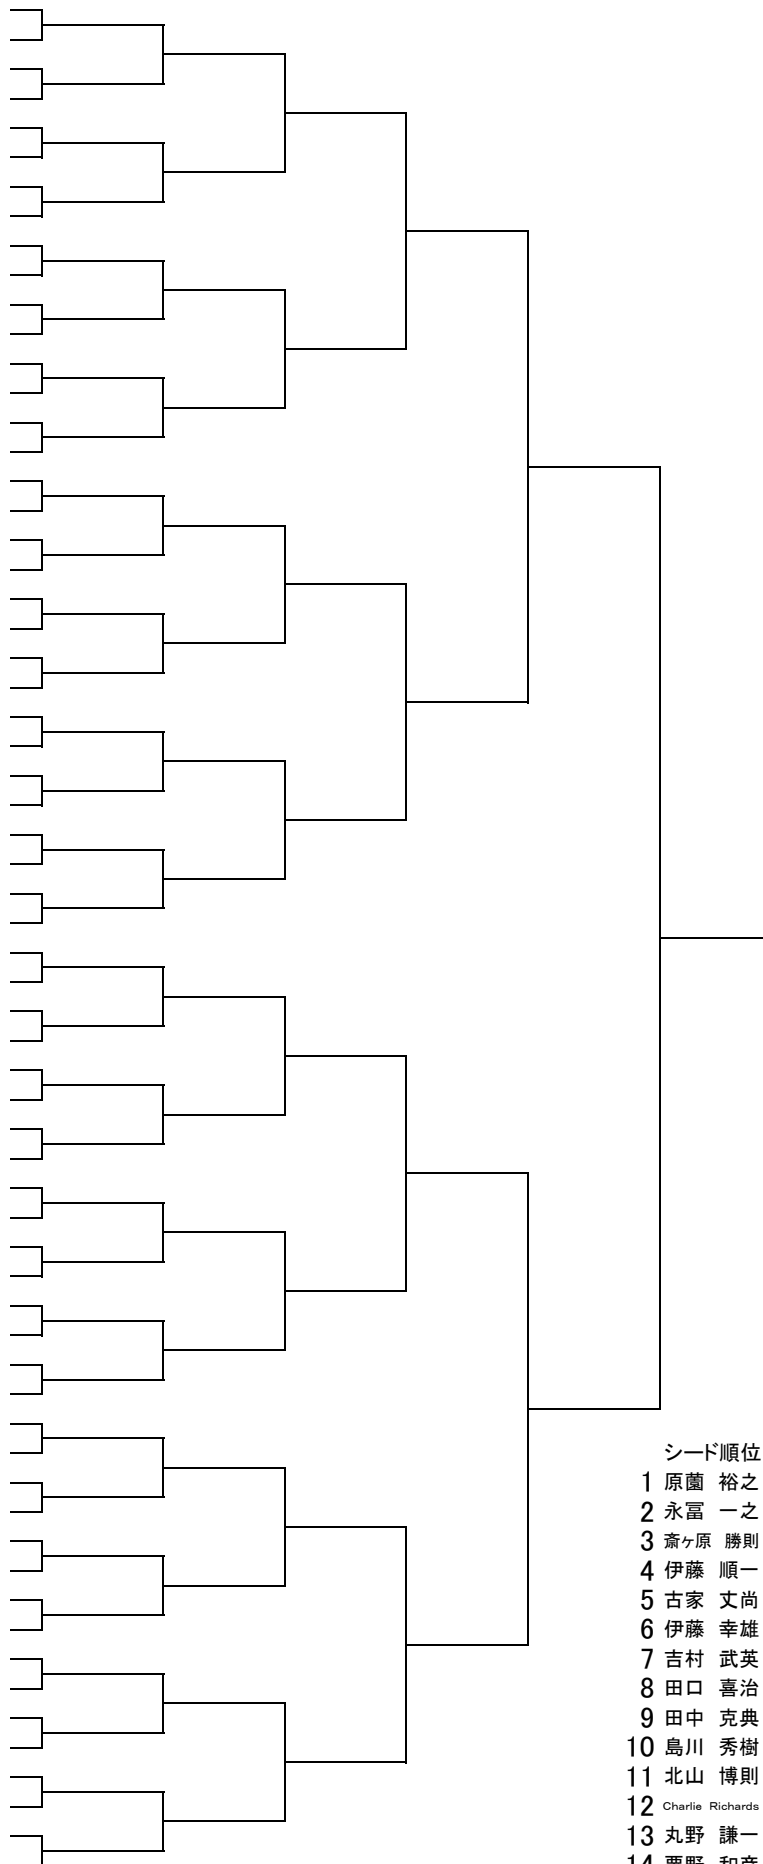 シード順位
1 原薗 裕之
2 永冨 一之
3 斎ヶ原 勝則
4 伊藤 順一
5 古家 丈尚
6 伊藤 幸雄
7 吉村 武英
8 田口 喜治
9 田中 克典
10 島川 秀樹
11 北山 博則
12 Charlie Richards
13 丸野 謙一
14